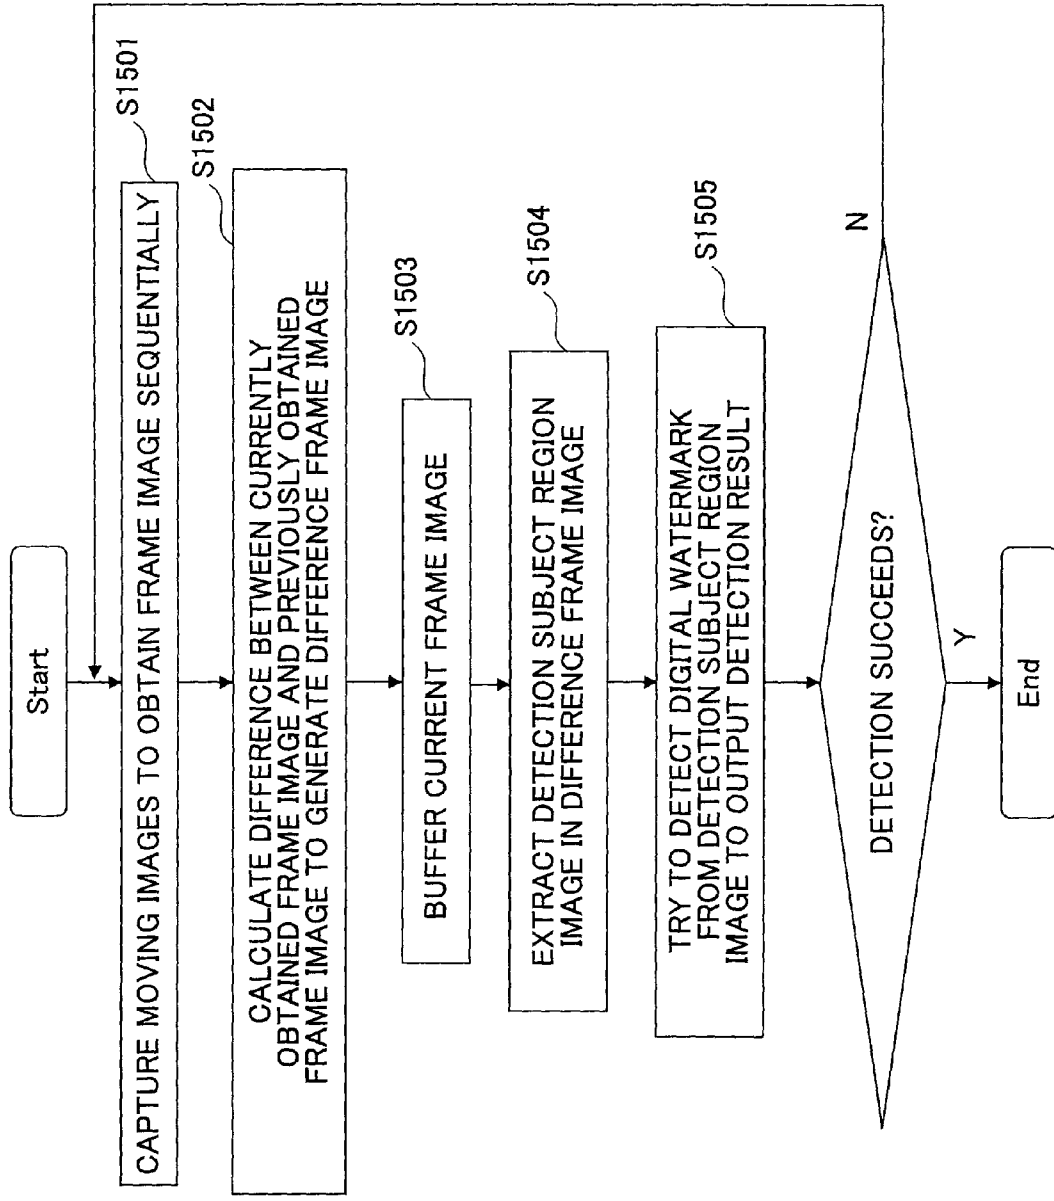 Start
CAPTURE MOVING IMAGES TO OBTAIN FRAME IMAGE SEQUENTIALLY
S1501
CALCULATE DIFFERENCE BETWEEN CURRENTLY
OBTAINED FRAME IMAGE AND PREVIOUSLY OBTAINED
FRAME IMAGE TO GENERATE DIFFERENCE FRAME IMAGE
S1502
BUFFER CURRENT FRAME IMAGE
S1503
EXTRACT DETECTION SUBJECT REGION
IMAGE IN DIFFERENCE FRAME IMAGE
S1504
TRY TO DETECT DIGITAL WATERMARK
FROM DETECTION SUBJECT REGION
IMAGE TO OUTPUT DETECTION RESULT
S1505
DETECTION SUCCEEDS?
N
Y
End